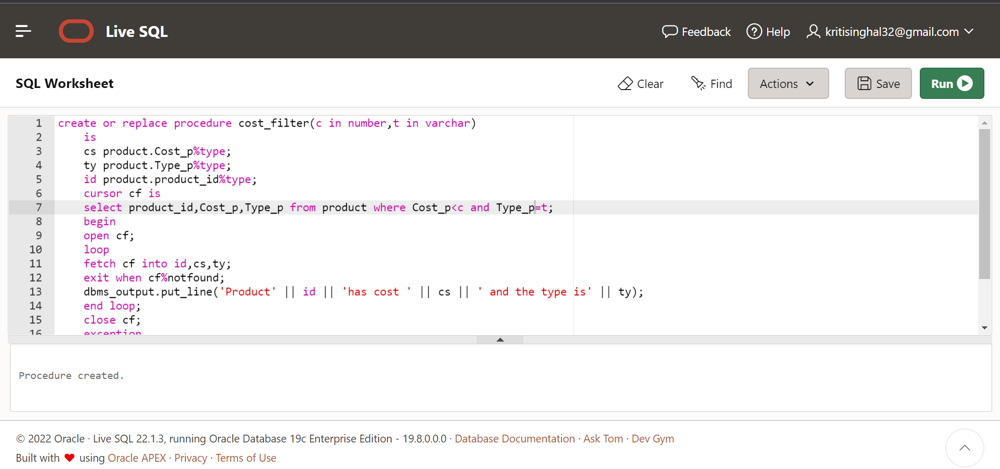 Live SQL
Feedback
Help
kritisinghal32@gmail.com
SQL Worksheet
Clear
Find
Actions
Save
Run
1 create or replace procedure cost_filter(c in number,t in varchar)
2 is
3 cs product.Cost_p%type;
4 ty product.Type_p%type;
5 id product.product_id%type;
6 cursor cf is
7 select product_id,Cost_p,Type_p from product where Cost_p<c and Type_p=t;
8 begin
9 open cf;
10 loop
11 fetch cf into id,cs,ty;
12 exit when cf%notfound;
13 dbms_output.put_line('Product' || id || 'has cost ' || cs || ' and the type is' || ty);
14 end loop;
15 close cf;
16 exception
Procedure created.
© 2022 Oracle · Live SQL 22.1.3, running Oracle Database 19c Enterprise Edition - 19.8.0.0.0 · Database Documentation · Ask Tom · Dev Gym
Built with ♥ using Oracle APEX · Privacy · Terms of Use